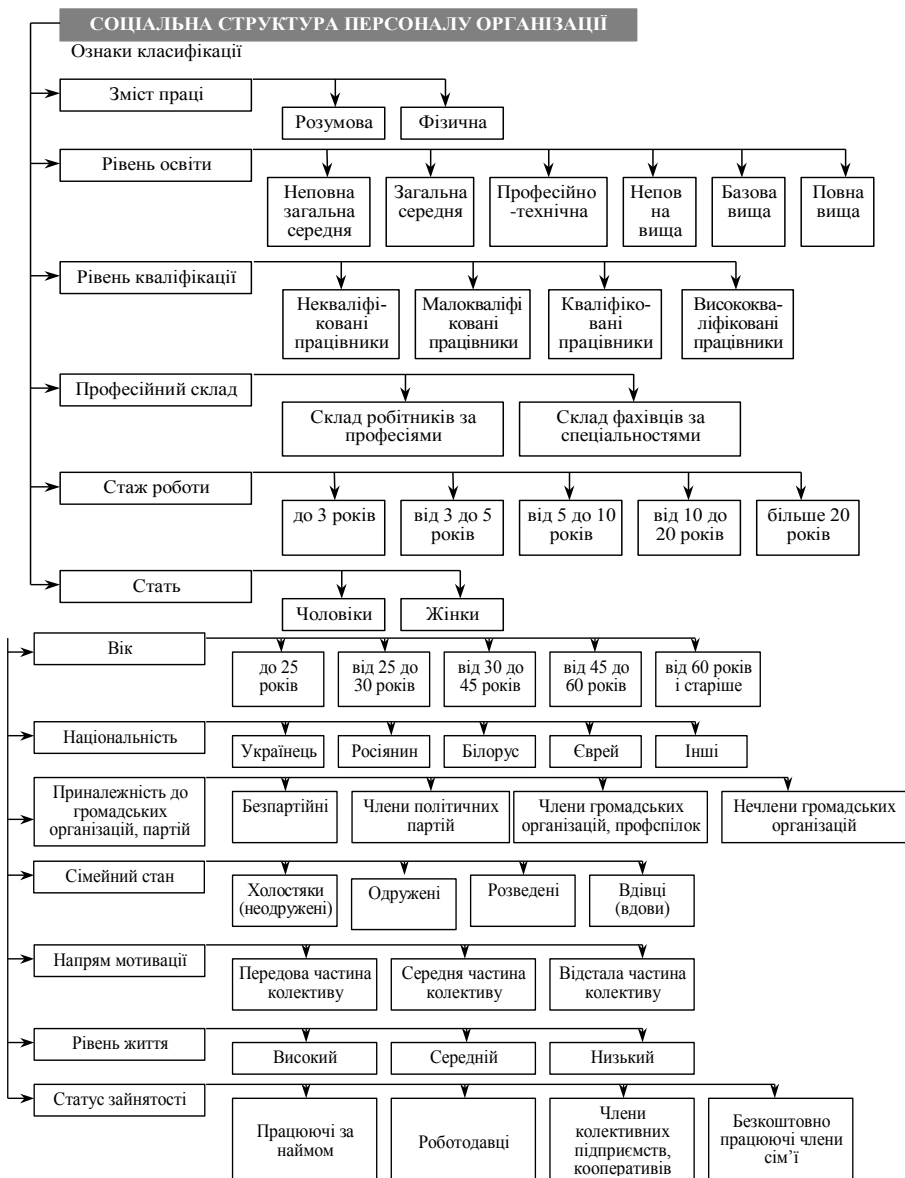 СОЦІАЛЬНА СТРУКТУРА ПЕРСОНАЛУ ОРГАНІЗАЦІЇ
Ознаки класифікації
Зміст праці
Розумова
Фізична
Рівень освіти
Неповна
загальна
середня
Загальна
середня
Професійно
-технічна
Непов
на
вища
Базова
вища
Повна
вища
Рівень кваліфікації
Некваліфі-
ковані
працівники
Малокваліфі
ковані
працівники
Кваліфіко-
вані
працівники
Висококва-
ліфіковані
працівники
Професійний склад
Склад робітників за
професіями
Склад фахівців за
спеціальностями
Стаж роботи
до 3 років
від 3 до 5
років
від 5 до 10
років
від 10 до
20 років
більше 20
років
Стать
Чоловіки
Жінки
Вік
до 25
років
від 25 до
30 років
від 30 до
45 років
від 45 до
60 років
від 60 років
і старіше
Національність
Українець
Росіянин
Білорус
Єврей
Інші
Приналежність до
громадських
організацій, партій
Безпартійні
Члени політичних
партій
Члени громадських
організацій, профспілок
Нечлени громадських
організацій
Сімейний стан
Холостяки
(неодружені)
Одружені
Розведені
Вдівці
(вдови)
Напрям мотивації
Передова частина
колективу
Середня частина
колективу
Відстала частина
колективу
Рівень життя
Високий
Середній
Низький
Статус зайнятості
Працюючі за
наймом
Роботодавці
Члени
колективних
підприємств,
кооперативів
Безкоштовно
працюючі члени
сім’ї